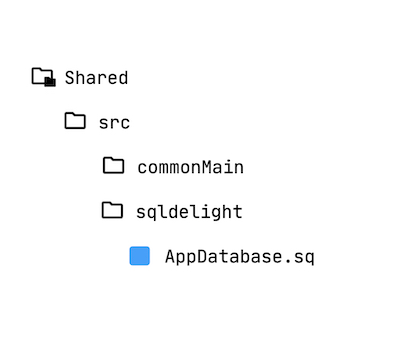 Shared
src
commonMain
sqldelight
AppDatabase.sq